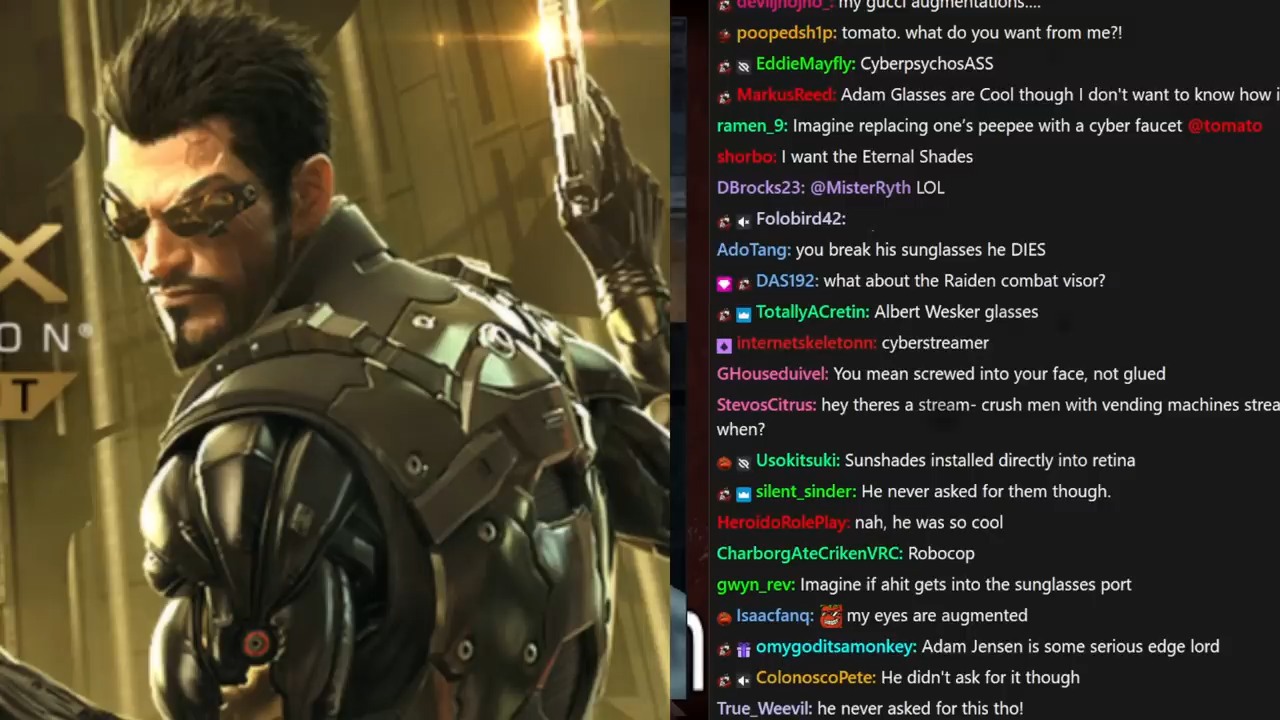 X
ON®
T
deviljhojho_: my gucci augmentations....
poopedsh1p: tomato. what do you want from me?!
EddieMayfly: CyberpsychosASS
MarkusReed: Adam Glasses are Cool though I don't want to know how i
ramen_9: Imagine replacing one's peepee with a cyber faucet @tomato
shorbo: I want the Eternal Shades
DBrocks23: @MisterRyth LOL
Folobird42:
AdoTang: you break his sunglasses he DIES
DAS192: what about the Raiden combat visor?
TotallyACretin: Albert Wesker glasses
internetskeletonn: cyberstreamer
GHouseduivel: You mean screwed into your face, not glued
StevosCitrus: hey theres a stream- crush men with vending machines strea
when?
Usokitsuki: Sunshades installed directly into retina
silent_sinder: He never asked for them though.
HeroidoRolePlay: nah, he was so cool
CharborgAteCrikenVRC: Robocop
gwyn_rev: Imagine if ahit gets into the sunglasses port
Isaacfanq: my eyes are augmented
omygoditsamonkey: Adam Jensen is some serious edge lord
ColonoscoPete: He didn't ask for it though
True_Weevil: he never asked for this tho!